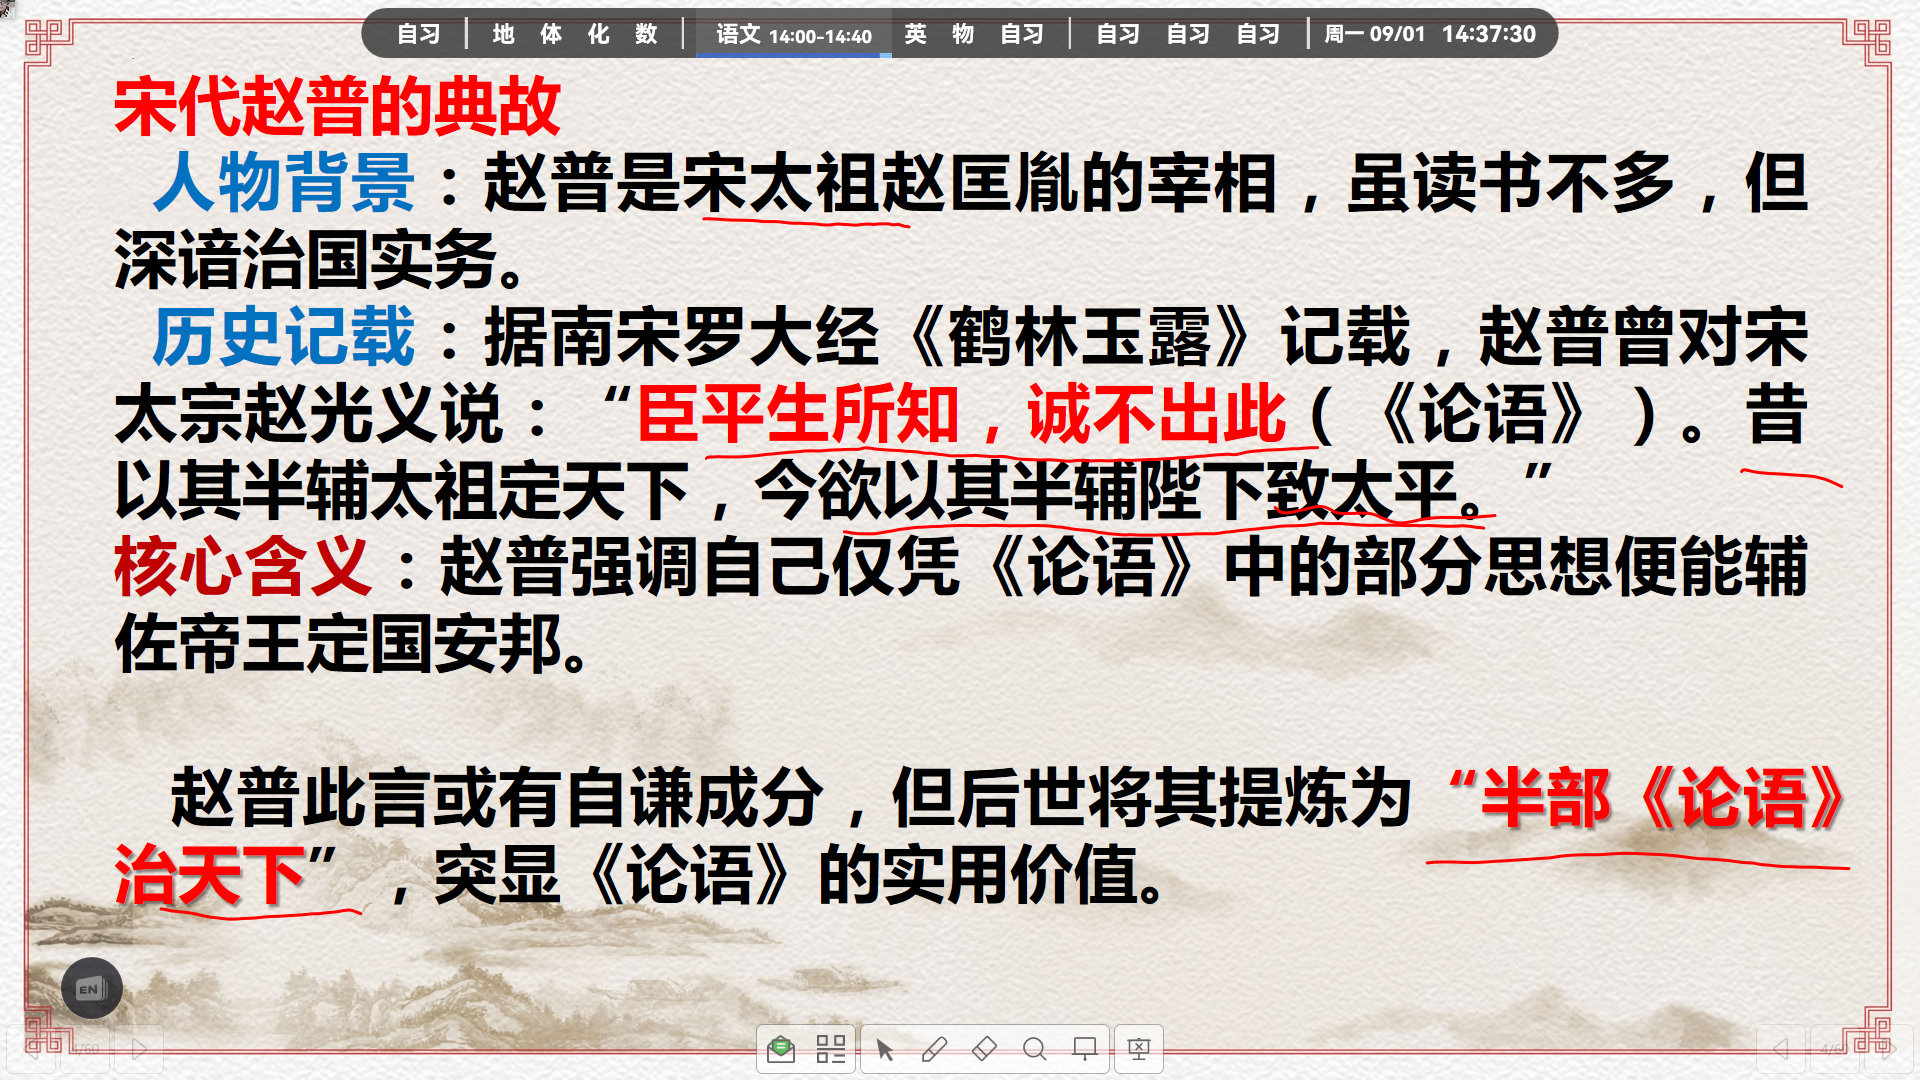 自习 | 地 体 化 数 | 语文 14:00-14:40 英 物 自习 | 自习 自习 自习 | 周一 09/01 14:37:30
宋代赵普的典故
人物背景：赵普是宋太祖赵匡胤的宰相，虽读书不多，但
深谙治国实务。
历史记载：据南宋罗大经《鹤林玉露》记载，赵普曾对宋
太宗赵光义说：“臣平生所知，诚不出此（《论语》）。昔
以其半辅太祖定天下，今欲以其半辅陛下致太平。”
核心含义：赵普强调自己仅凭《论语》中的部分思想便能辅
佐帝王定国安邦。
赵普此言或有自谦成分，但后世将其提炼为“半部《论语》
治天下”，突显《论语》的实用价值。
EN
4/60
4/60